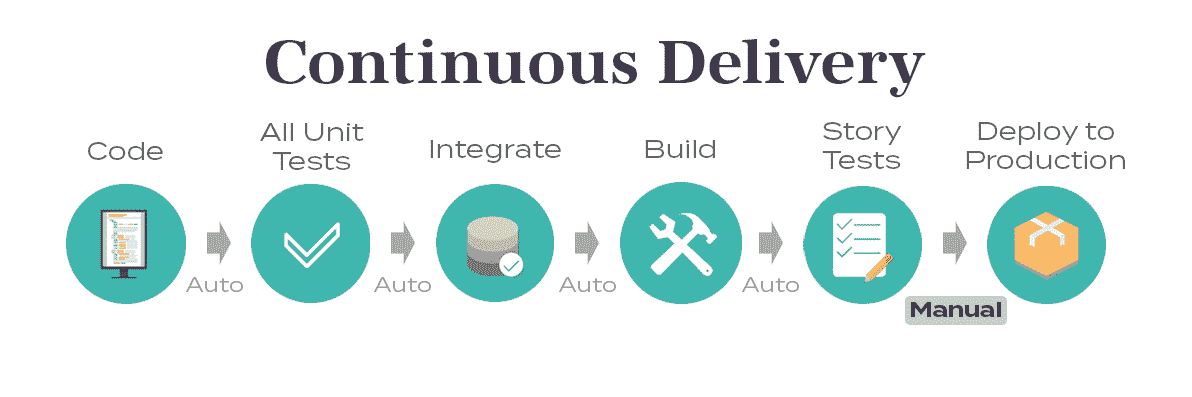 Continuous Delivery
Code
All Unit
Tests
Integrate
Build
Story
Tests
Deploy to
Production
Auto
Auto
Auto
Auto
Manual